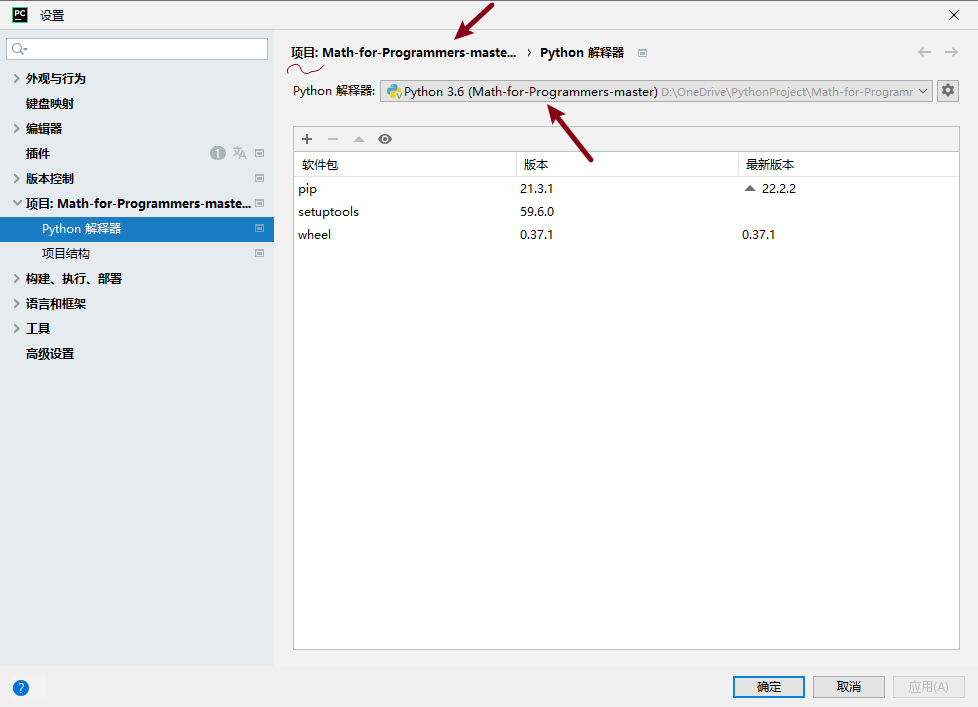 PC 设置
项目: Math-for-Programmers-maste... › Python 解释器
Python 解释器: Python 3.6 (Math-for-Programmers-master) D:\OneDrive\PythonProject\Math-for-Programr
外观与行为
键盘映射
编辑器
插件 1
版本控制
项目: Math-for-Programmers-maste...
Python 解释器
项目结构
构建、执行、部署
语言和框架
工具
高级设置
软件包 版本 最新版本
pip 21.3.1 22.2.2
setuptools 59.6.0
wheel 0.37.1 0.37.1
?
确定 取消 应用(A)